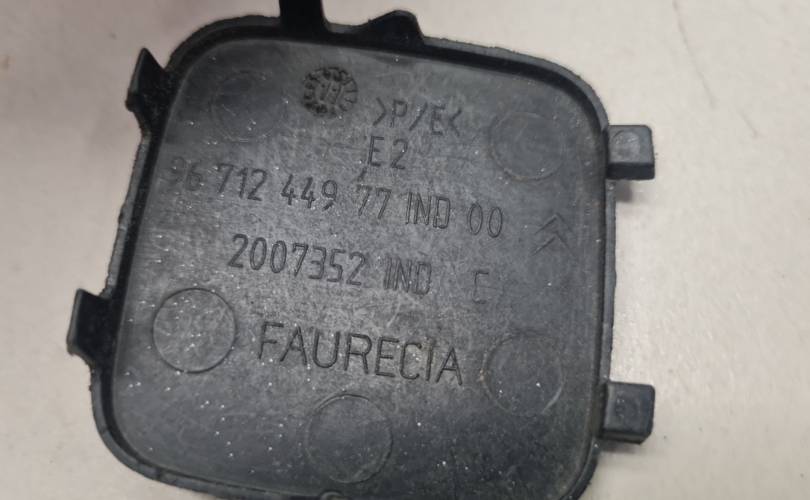 >P/E<
E2
96 712 449 77 IND 00
2007352 IND C
FAURECIA